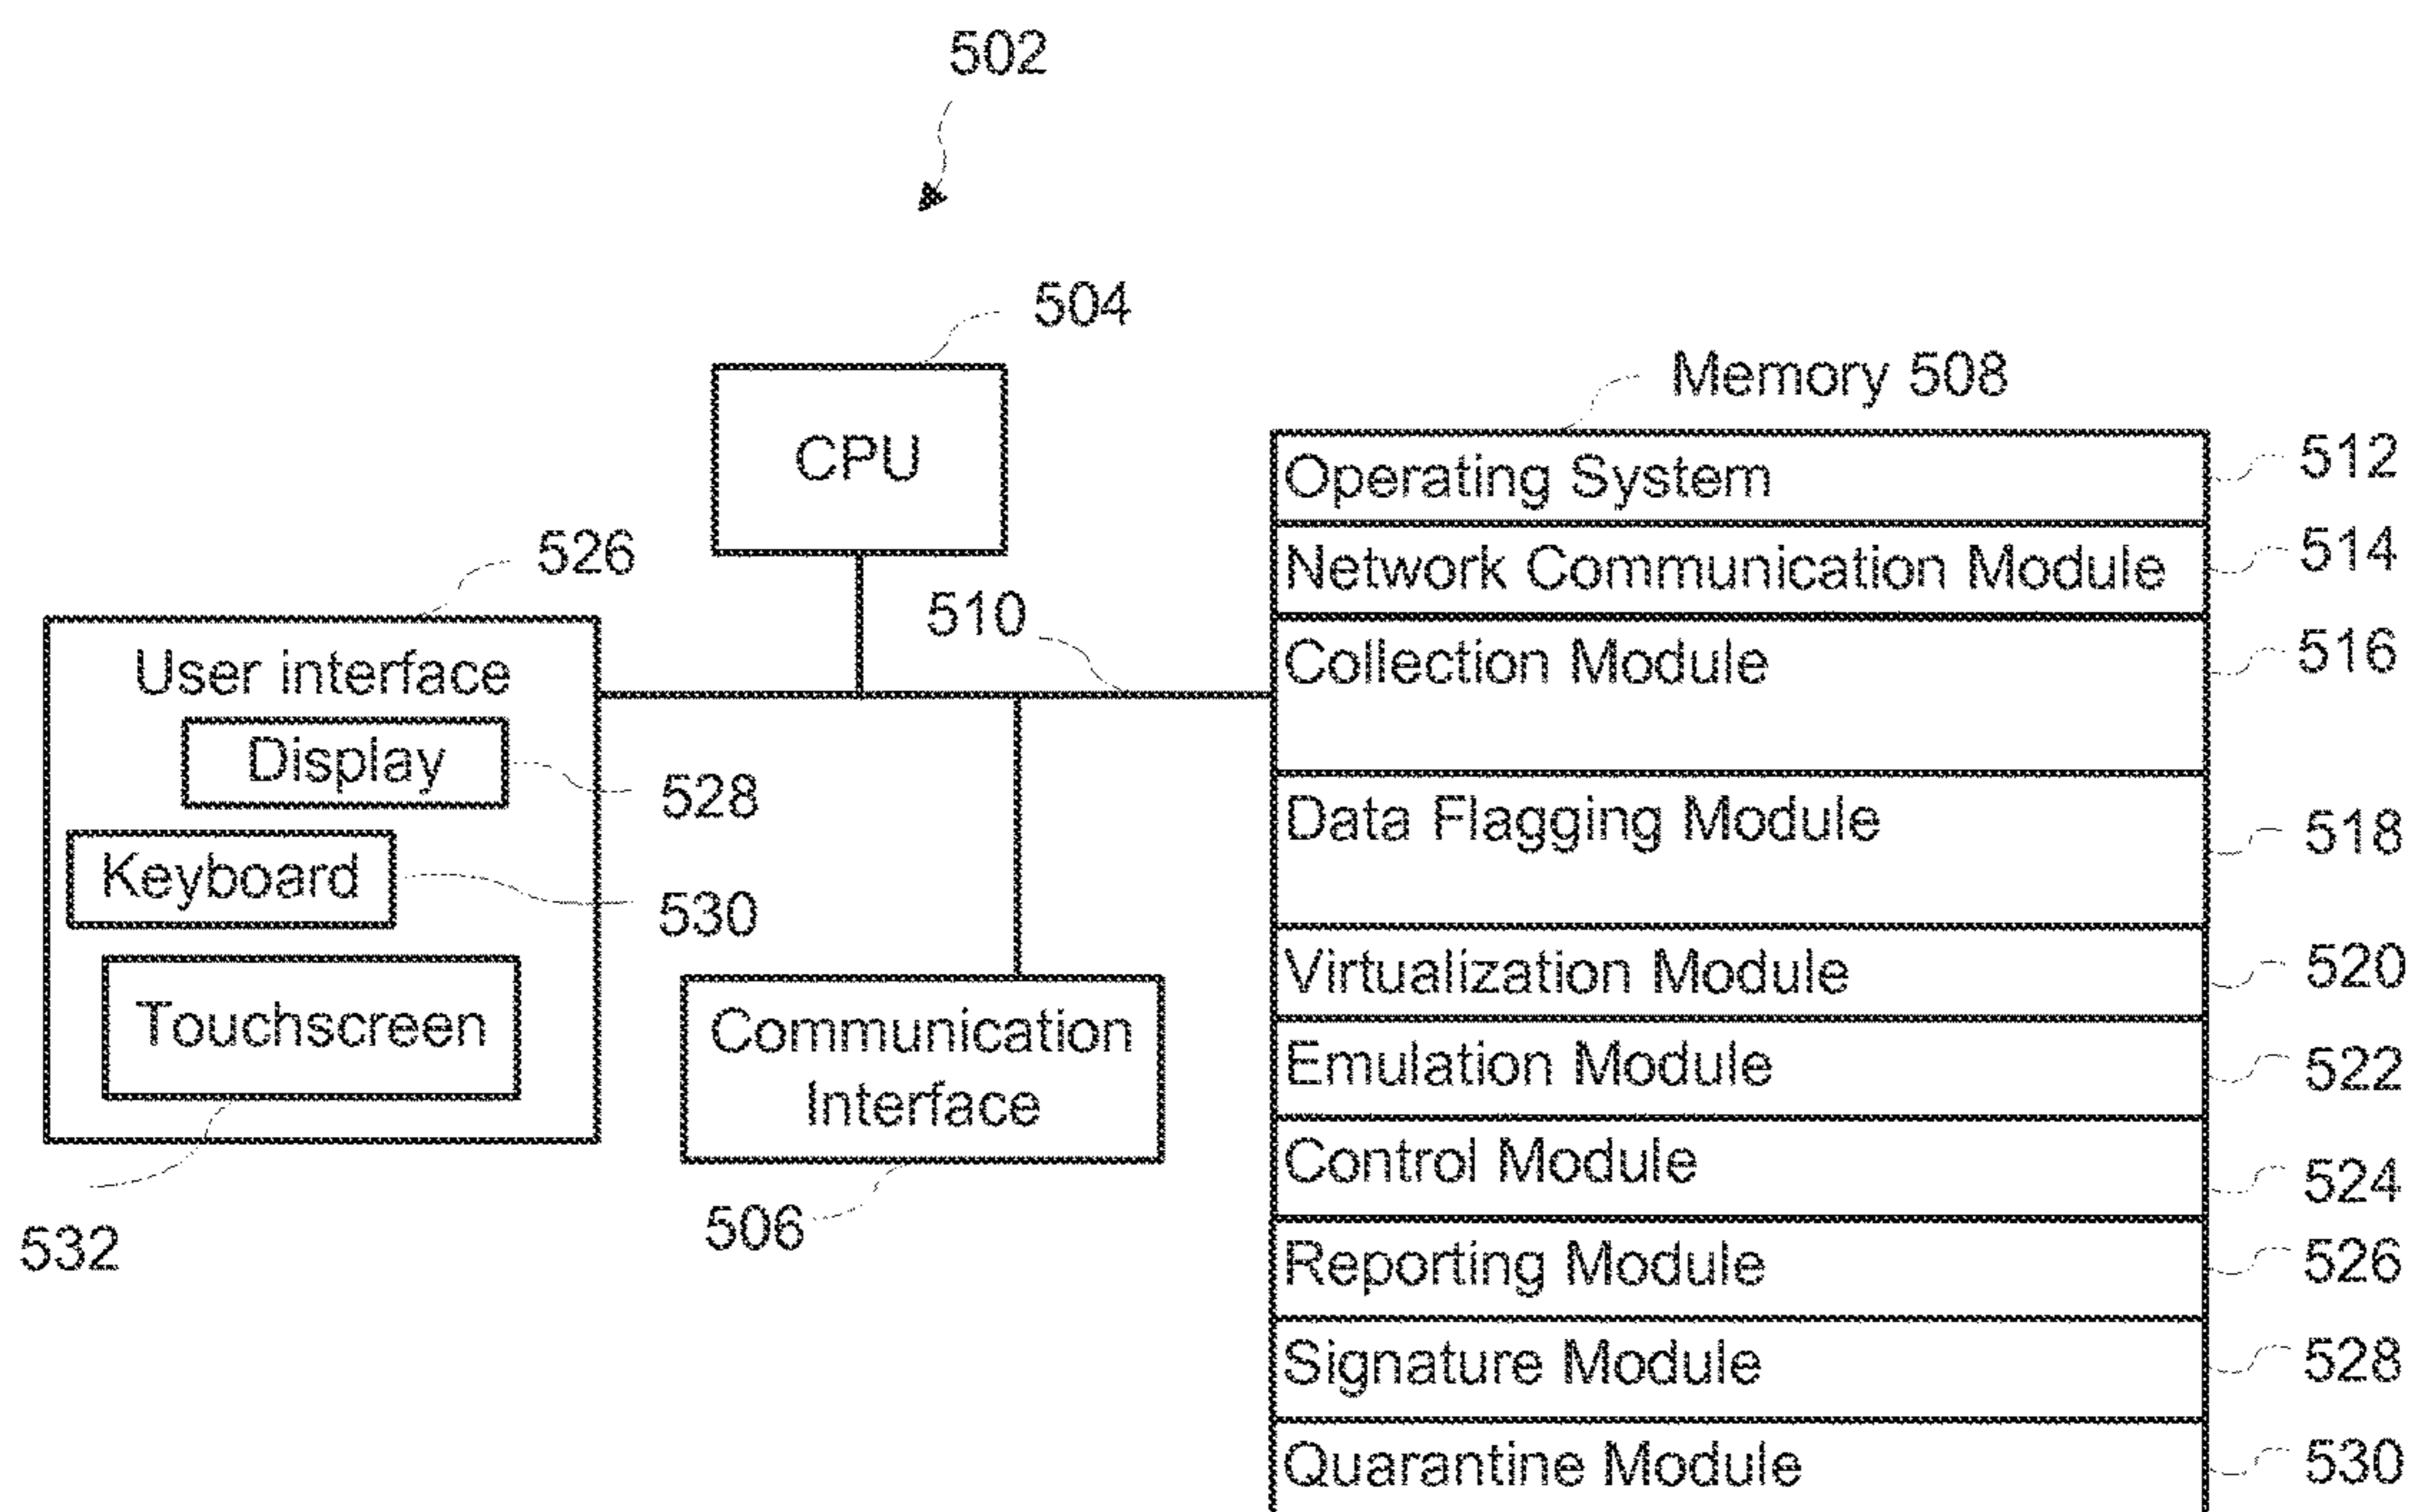 502
504
CPU
Memory 508
Operating System
512
Network Communication Module
514
Collection Module
516
Data Flagging Module
518
Virtualization Module
520
Emulation Module
522
Control Module
524
Reporting Module
526
Signature Module
528
Quarantine Module
530
526
510
User interface
Display
528
Keyboard
530
Touchscreen
532
Communication
Interface
506